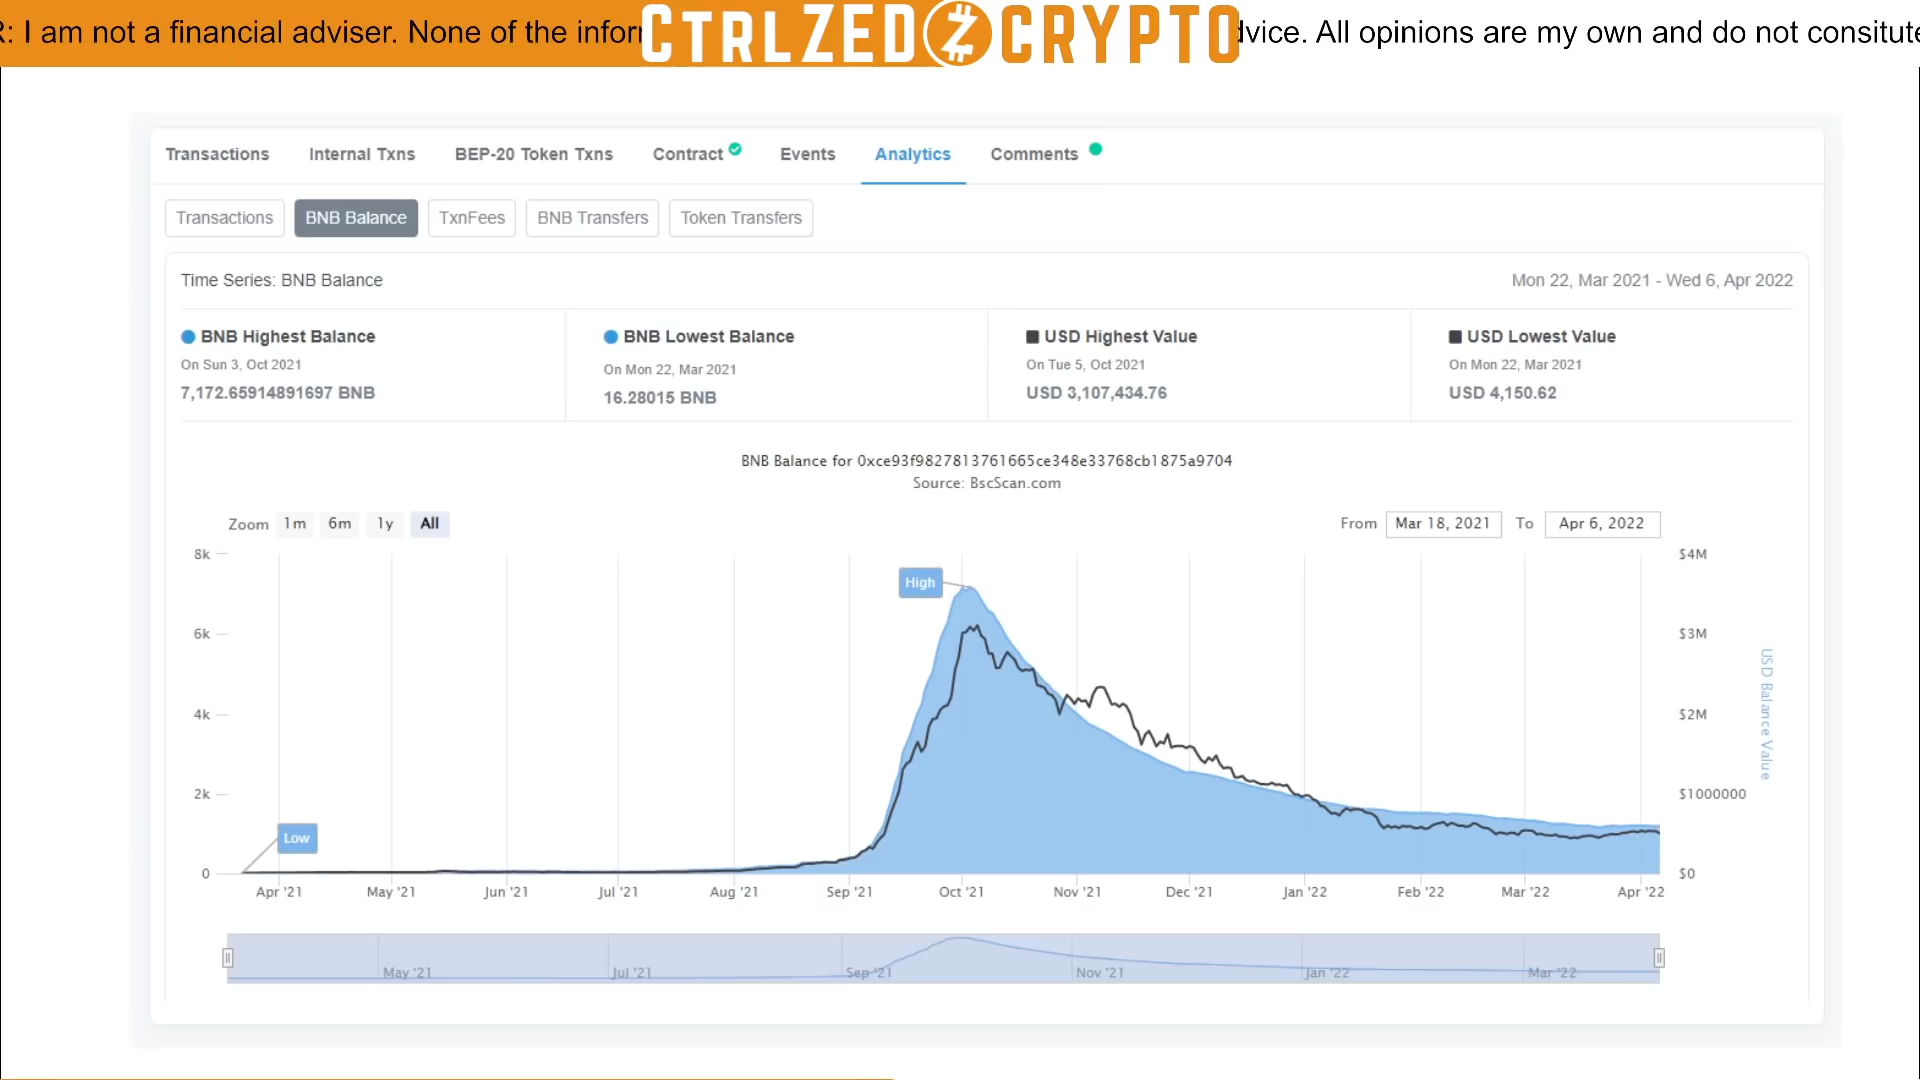 R: I am not a financial adviser. None of the infor
CTRLZEDCRYPTO
dvice. All opinions are my own and do not consitute
Transactions Internal Txns BEP-20 Token Txns Contract Events Analytics Comments
Transactions BNB Balance TxnFees BNB Transfers Token Transfers
Time Series: BNB Balance Mon 22, Mar 2021 - Wed 6, Apr 2022
BNB Highest Balance
On Sun 3, Oct 2021
7,172.65914891697 BNB
BNB Lowest Balance
On Mon 22, Mar 2021
16.28015 BNB
USD Highest Value
On Tue 5, Oct 2021
USD 3,107,434.76
USD Lowest Value
On Mon 22, Mar 2021
USD 4,150.62
BNB Balance for 0xce93f9827813761665ce348e33768cb1875a9704
Source: BscScan.com
Zoom 1m 6m 1y All From Mar 18, 2021 To Apr 6, 2022
8k $4M
High
6k $3M
4k $2M
2k $1000000
Low
0 $0
USD Balance Value
Apr '21 May '21 Jun '21 Jul '21 Aug '21 Sep '21 Oct '21 Nov '21 Dec '21 Jan '22 Feb '22 Mar '22 Apr '22
May '21 Jul '21 Sep '21 Nov '21 Jan '22 Mar '22